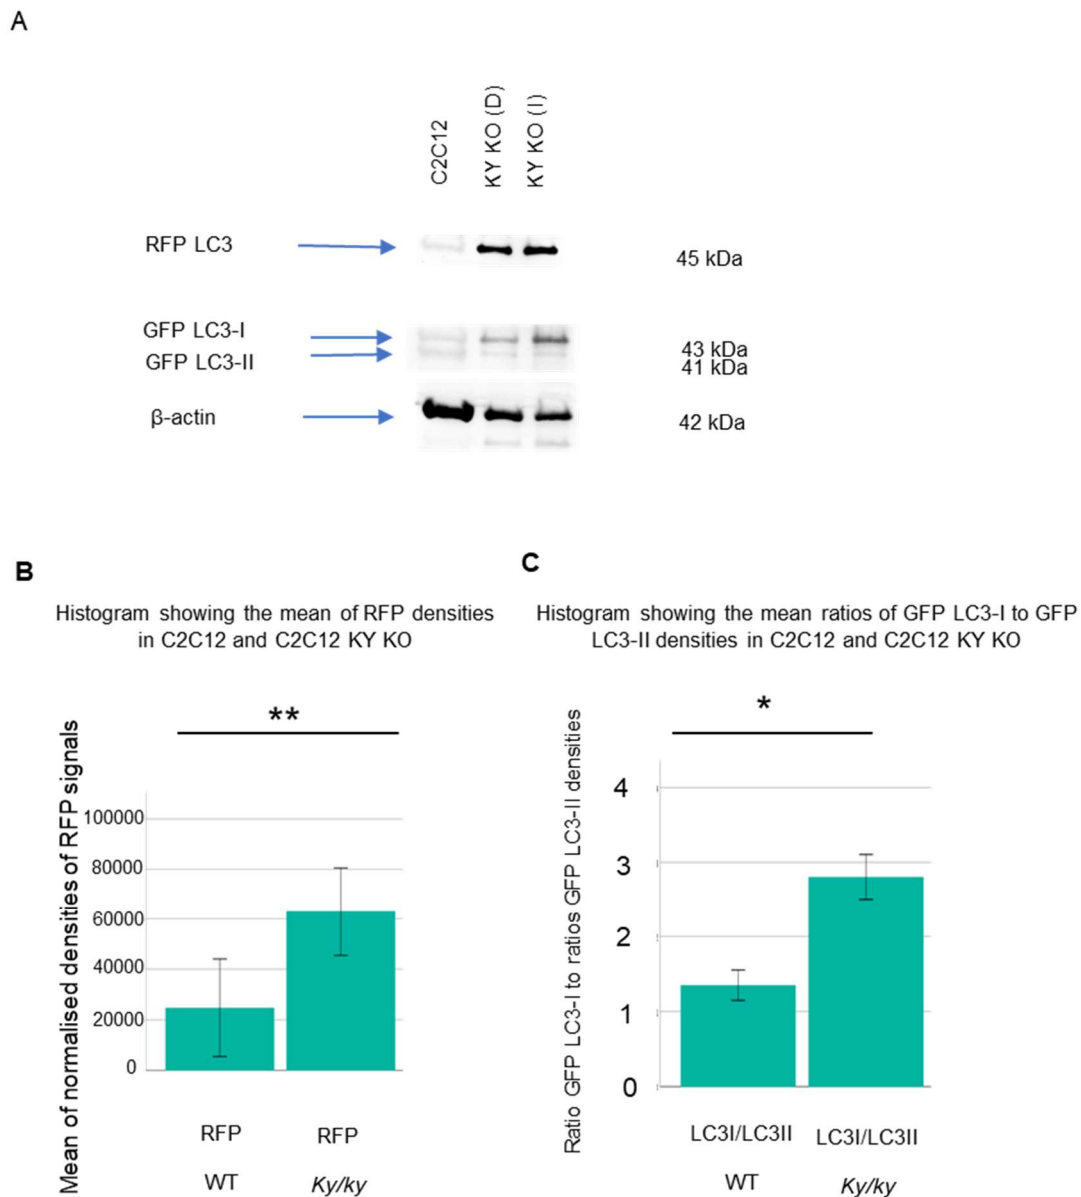 A
C2C12
KY KO (D)
KY KO (I)
RFP LC3
45 kDa
GFP LC3-I
GFP LC3-II
43 kDa
41 kDa
β-actin
42 kDa
B
Histogram showing the mean of RFP densities
in C2C12 and C2C12 KY KO
Mean of normalised densities of RFP signals
**
100000
80000
60000
40000
20000
0
RFP
RFP
WT
Ky/ky
C
Histogram showing the mean ratios of GFP LC3-I to GFP
LC3-II densities in C2C12 and C2C12 KY KO
Ratio GFP LC3-I to ratios GFP LC3-II densities
*
4
3
2
1
0
LC3I/LC3II
LC3I/LC3II
WT
Ky/ky